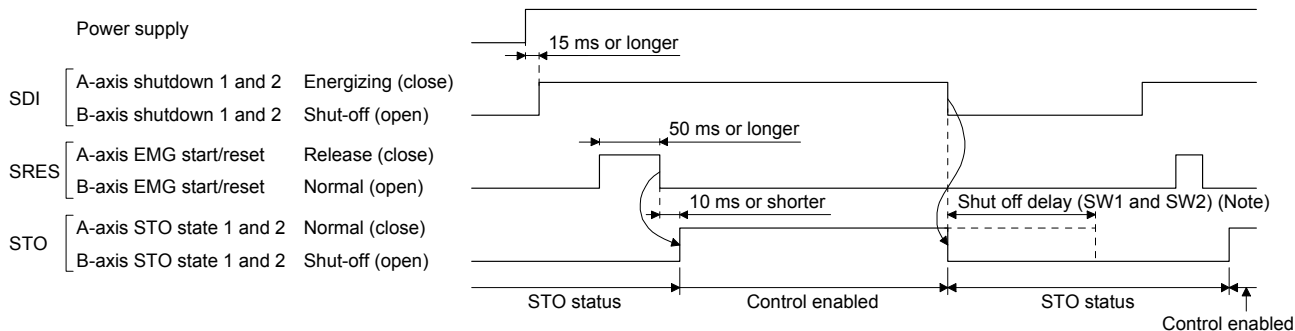 Power supply
15 ms or longer
SDI
A-axis shutdown 1 and 2 Energizing (close)
B-axis shutdown 1 and 2 Shut-off (open)
50 ms or longer
SRES
A-axis EMG start/reset Release (close)
B-axis EMG start/reset Normal (open)
10 ms or shorter
Shut off delay (SW1 and SW2) (Note)
STO
A-axis STO state 1 and 2 Normal (close)
B-axis STO state 1 and 2 Shut-off (open)
STO status
Control enabled
STO status
Control enabled